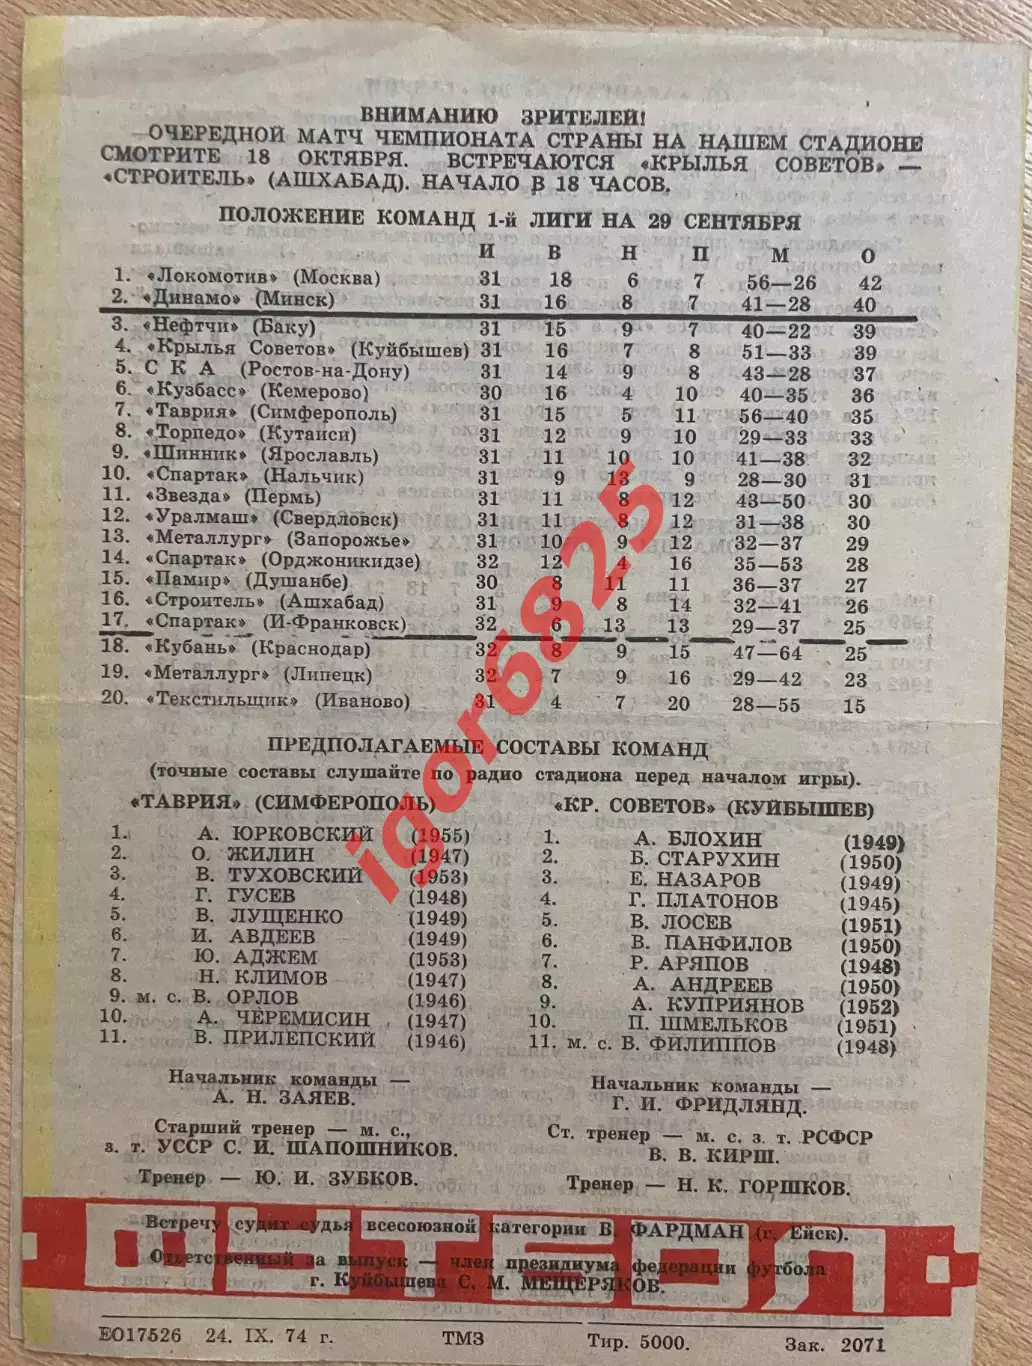 ВНИМАНИЮ ЗРИТЕЛЕЙ!
ОЧЕРЕДНОЙ МАТЧ ЧЕМПИОНАТА СТРАНЫ НА НАШЕМ СТАДИОНЕ
СМОТРИТЕ 18 ОКТЯБРЯ. ВСТРЕЧАЮТСЯ «КРЫЛЬЯ СОВЕТОВ» —
«СТРОИТЕЛЬ» (АШХАБАД). НАЧАЛО В 18 ЧАСОВ.
ПОЛОЖЕНИЕ КОМАНД 1-й ЛИГИ НА 29 СЕНТЯБРЯ
И В Н П М О
1. «Локомотив» (Москва) 31 18 6 7 56—26 42
2. «Динамо» (Минск) 31 16 8 7 41—28 40
3. «Нефтчи» (Баку) 31 15 9 7 40—22 39
4. «Крылья Советов» (Куйбышев) 31 16 7 8 51—33 39
5. С К А (Ростов-на-Дону) 31 14 9 8 43—28 37
6. «Кузбасс» (Кемерово) 30 16 4 10 40—35 36
7. «Таврия» (Симферополь) 31 15 5 11 56—40 35
8. «Торпедо» (Кутаиси) 31 12 9 10 29—33 33
9. «Шинник» (Ярославль) 31 11 10 10 41—38 32
10. «Спартак» (Нальчик) 31 9 13 9 28—30 31
11. «Звезда» (Пермь) 31 11 8 12 43—50 30
12. «Уралмаш» (Свердловск) 31 11 8 12 31—38 30
13. «Металлург» (Запорожье» 31 10 9 12 32—37 29
14. «Спартак» (Орджоникидзе) 32 12 4 16 35—53 28
15. «Памир» (Душанбе) 30 8 11 11 36—37 27
16. «Строитель» (Ашхабад) 31 9 8 14 32—41 26
17. «Спартак» (И-Франковск) 32 6 13 13 29—37 25
18. «Кубань» (Краснодар) 32 8 9 15 47—64 25
19. «Металлург» (Липецк) 32 7 9 16 29—42 23
20. «Текстильщик» (Иваново) 31 4 7 20 28—55 15
ПРЕДПОЛАГАЕМЫЕ СОСТАВЫ КОМАНД
(точные составы слушайте по радио стадиона перед началом игры).
«ТАВРИЯ» (СИМФЕРОПОЛЬ)
1. А. ЮРКОВСКИЙ (1955)
2. О. ЖИЛИН (1947)
3. В. ТУХОВСКИЙ (1953)
4. Г. ГУСЕВ (1948)
5. В. ЛУЩЕНКО (1949)
6. И. АВДЕЕВ (1949)
7. Ю. АДЖЕМ (1953)
8. Н. КЛИМОВ (1947)
9. м. с. В. ОРЛОВ (1946)
10. А. ЧЕРЕМИСИН (1947)
11. В. ПРИЛЕПСКИЙ (1946)
Начальник команды —
А. Н. ЗАЯЕВ.
Старший тренер — м. с.,
з. т. УССР С. И. ШАПОШНИКОВ.
Тренер — Ю. И. ЗУБКОВ.
«КР. СОВЕТОВ» (КУЙБЫШЕВ)
1. А. БЛОХИН (1949)
2. Б. СТАРУХИН (1950)
3. Е. НАЗАРОВ (1949)
4. Г. ПЛАТОНОВ (1945)
5. В. ЛОСЕВ (1951)
6. В. ПАНФИЛОВ (1950)
7. Р. АРЯПОВ (1948)
8. А. АНДРЕЕВ (1950)
9. А. КУПРИЯНОВ (1952)
10. П. ШМЕЛЬКОВ (1951)
11. м. с. В. ФИЛИППОВ (1948)
Начальник команды —
Г. И. ФРИДЛЯНД.
Ст. тренер — м. с. з. т. РСФСР
В. В. КИРШ.
Тренер — Н. К. ГОРШКОВ.
ФУТБОЛ
Встречу судит судья всесоюзной категории В. ФАРДМАН (г. Ейск).
Ответственный за выпуск — член президиума федерации футбола
г. Куйбышева С. М. МЕЩЕРЯКОВ.
ЕО17526 24. IX. 74 г. ТМЗ Тир. 5000. Зак. 2071
igor6825